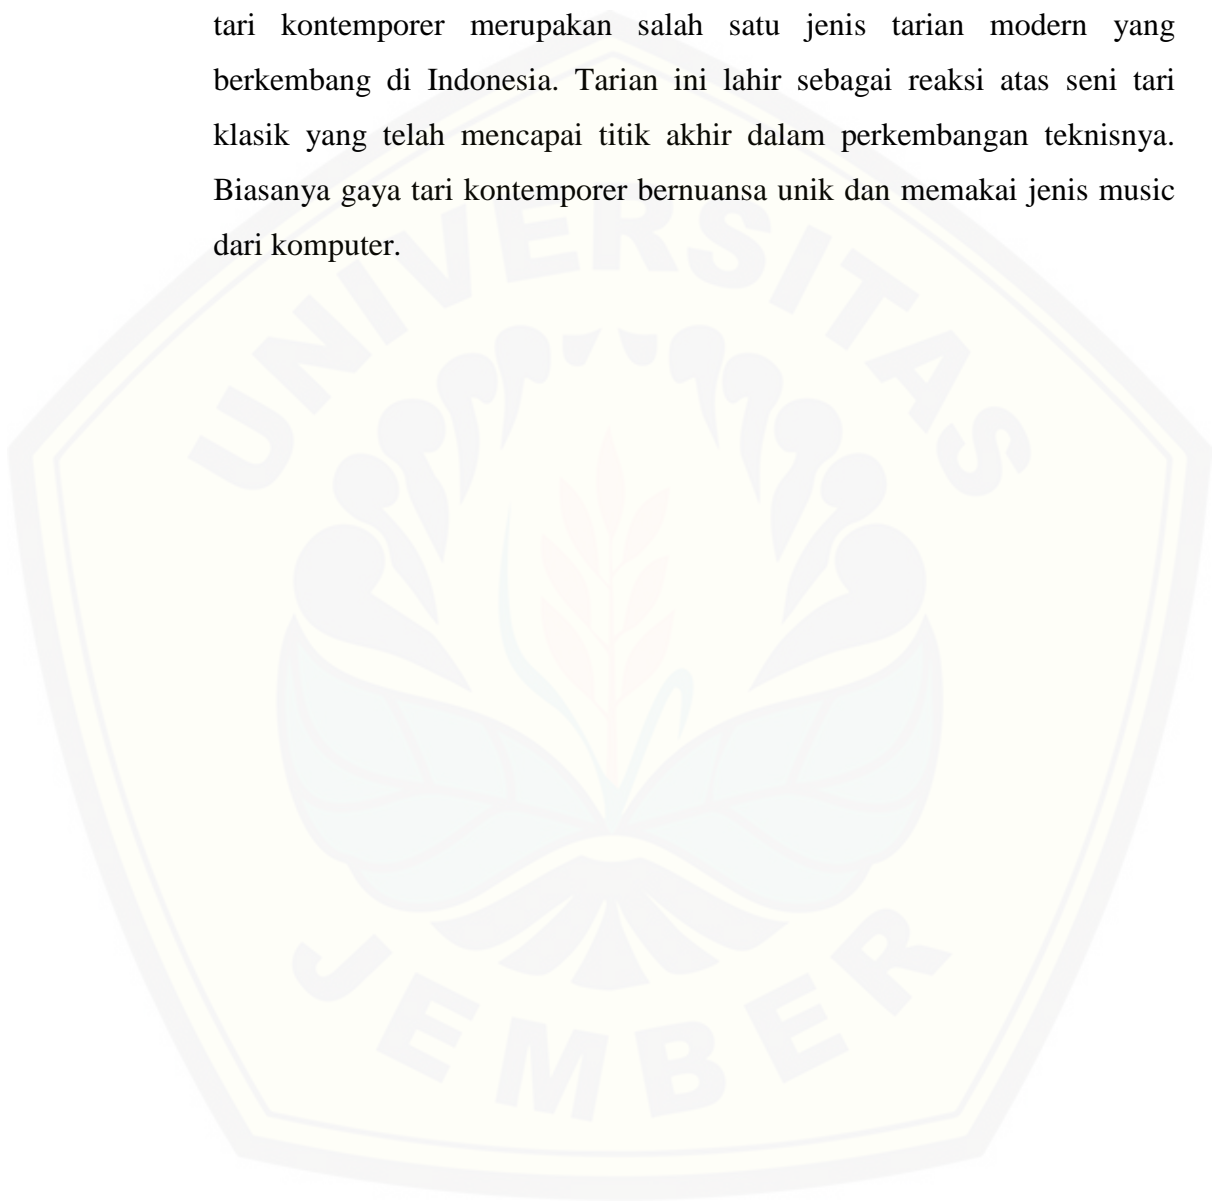 tari kontemporer merupakan salah satu jenis tarian modern yang
berkembang di Indonesia. Tarian ini lahir sebagai reaksi atas seni tari
klasik yang telah mencapai titik akhir dalam perkembangan teknisnya.
Biasanya gaya tari kontemporer bernuansa unik dan memakai jenis music
dari komputer.
UNIVERSITAS
JEMBER